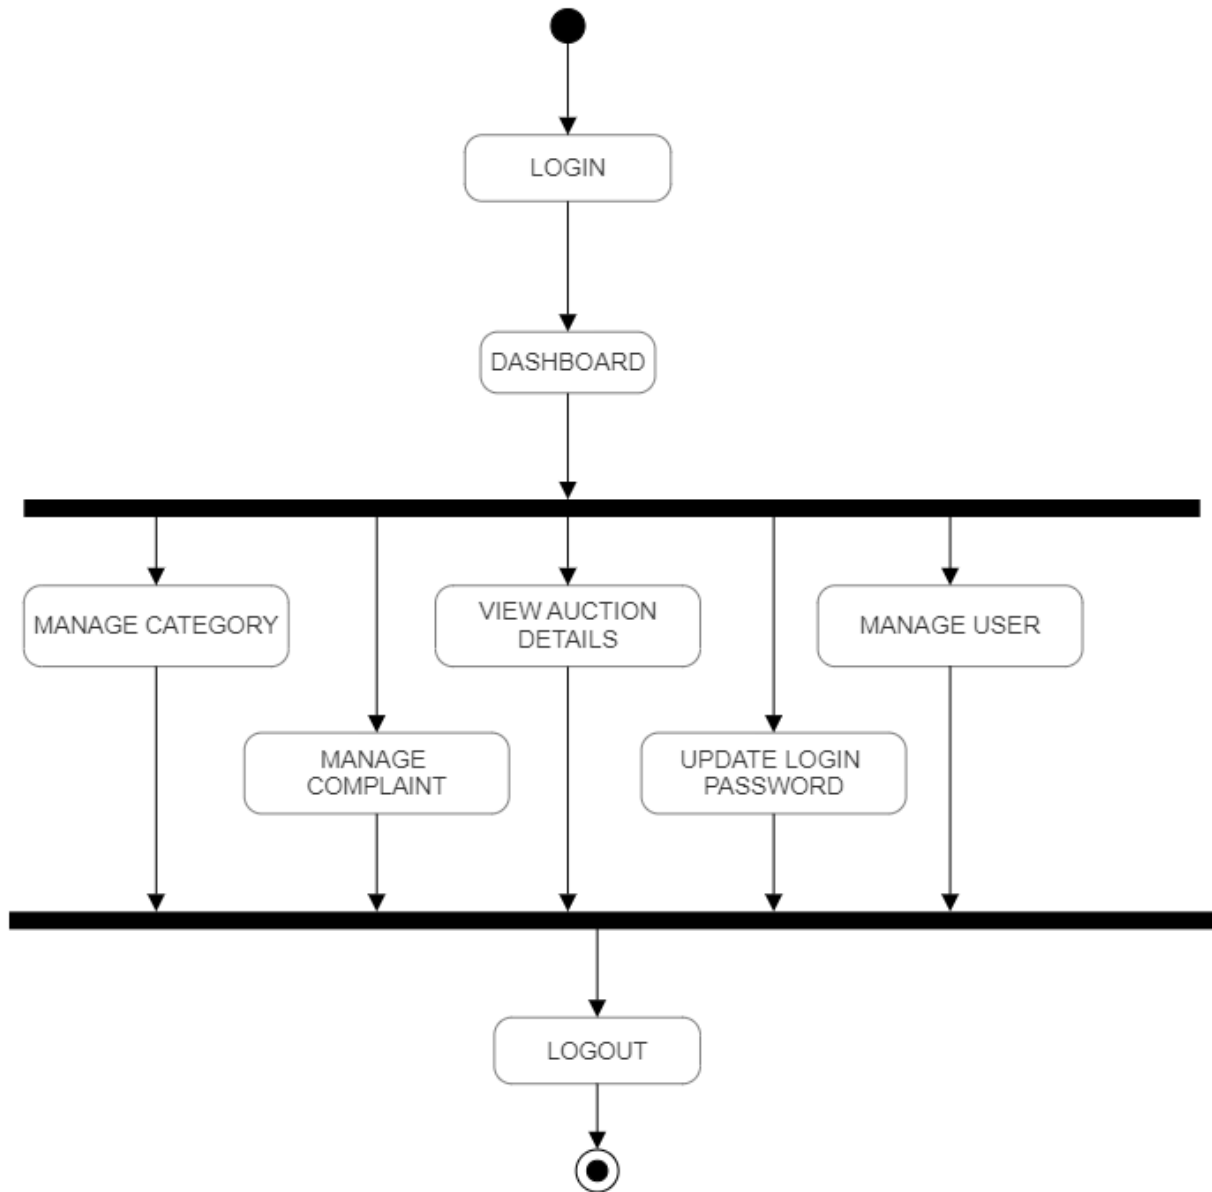 LOGIN
DASHBOARD
MANAGE CATEGORY
VIEW AUCTION
DETAILS
MANAGE USER
MANAGE
COMPLAINT
UPDATE LOGIN
PASSWORD
LOGOUT